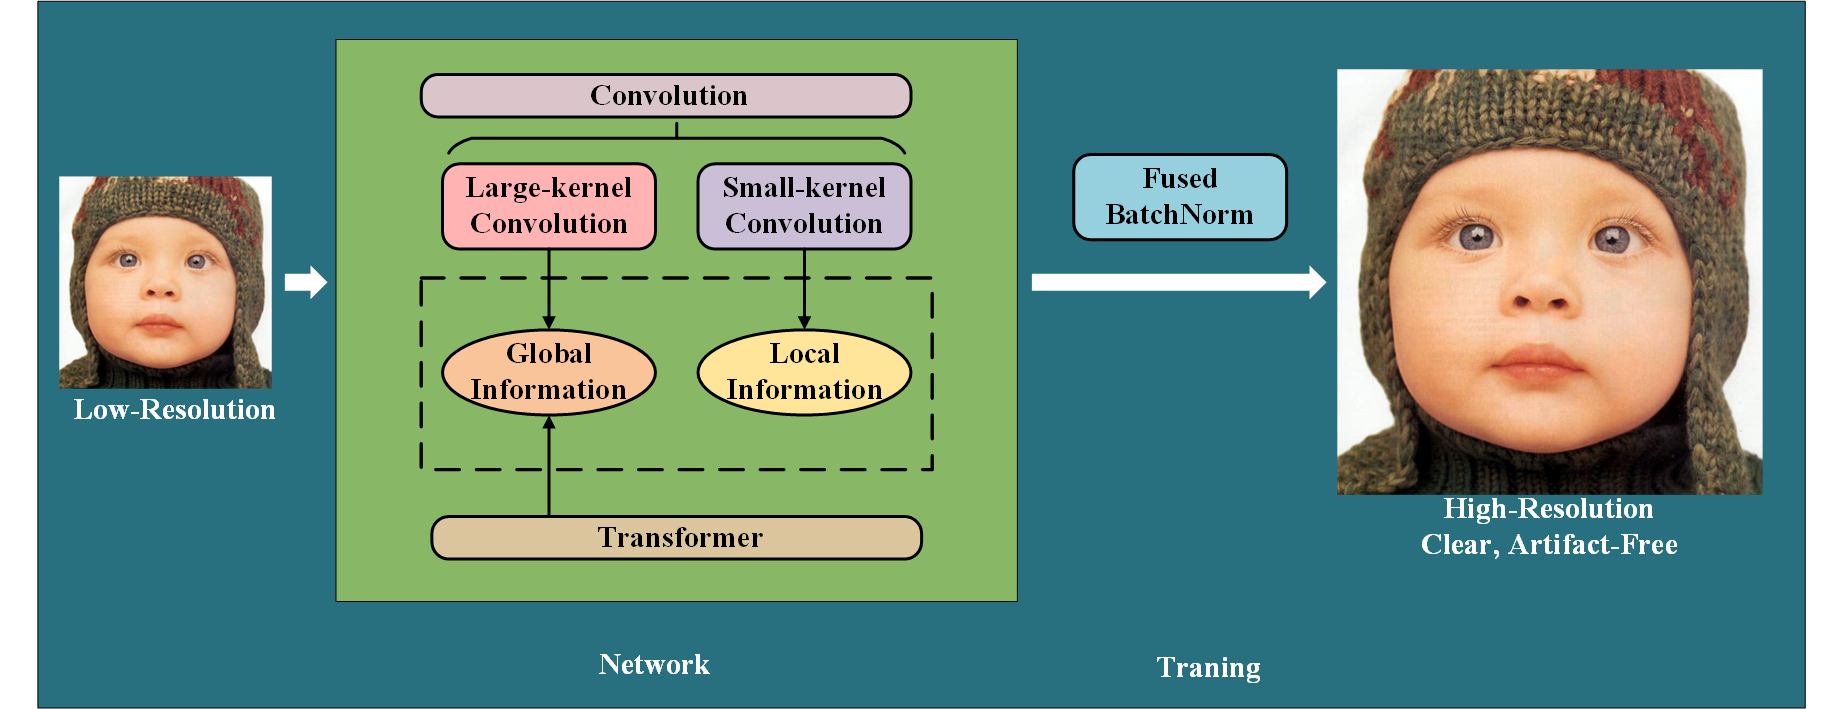 Convolution
Large-kernel
Convolution
Small-kernel
Convolution
Global
Information
Local
Information
Transformer
Low-Resolution
Network
Fused
BatchNorm
Traning
High-Resolution
Clear, Artifact-Free